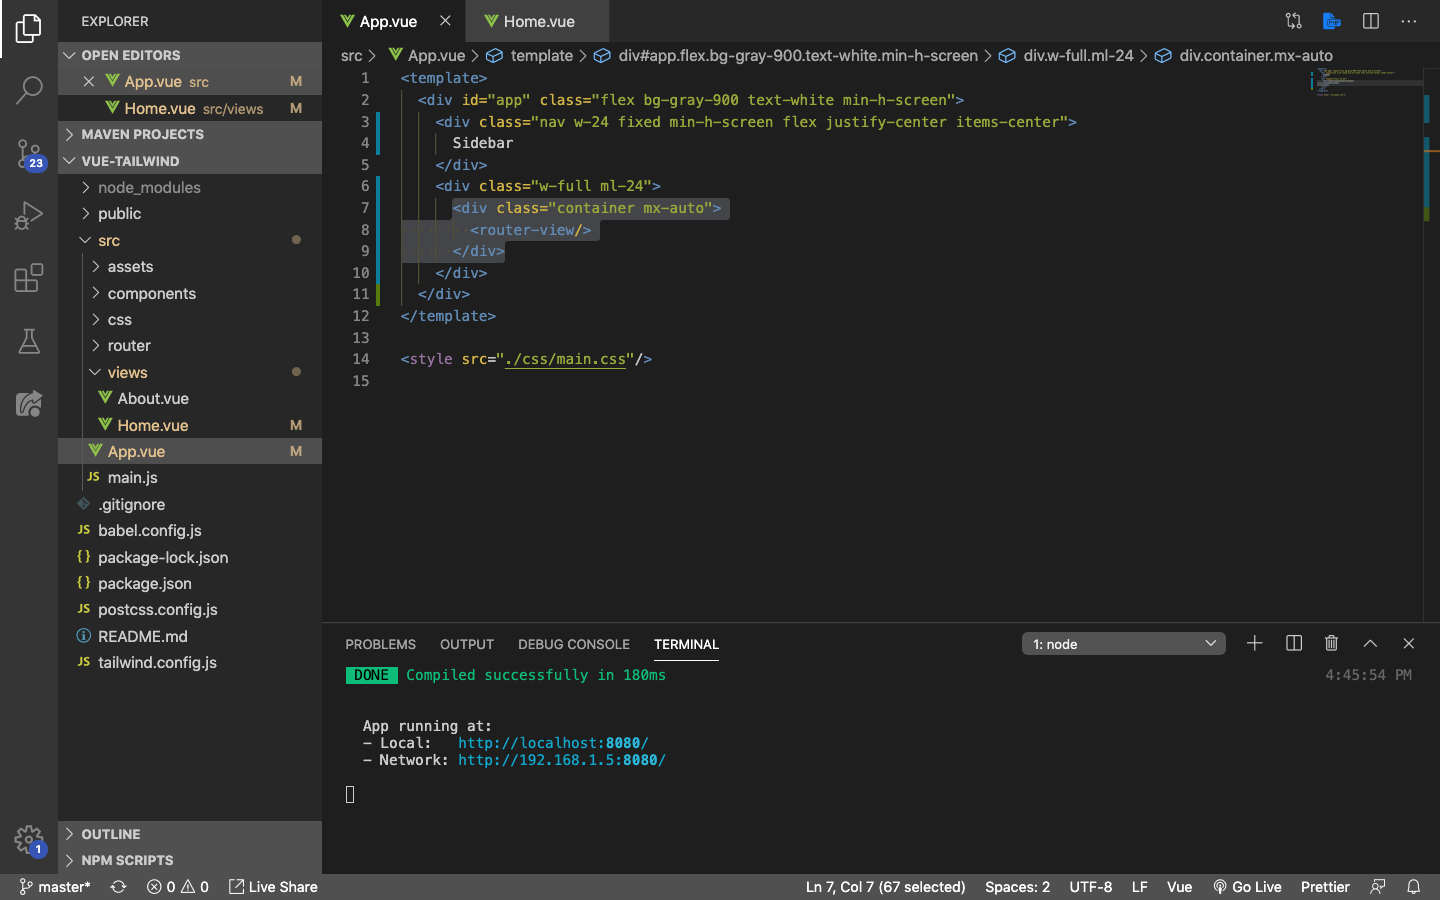 EXPLORER
OPEN EDITORS
App.vue src M
Home.vue src/views M
MAVEN PROJECTS
VUE-TAILWIND
node_modules
public
src
assets
components
css
router
views
About.vue
Home.vue M
App.vue M
JS main.js
.gitignore
JS babel.config.js
{} package-lock.json
{} package.json
JS postcss.config.js
README.md
JS tailwind.config.js
OUTLINE
NPM SCRIPTS
23
1
App.vue
Home.vue
src > App.vue > template > div#app.flex.bg-gray-900.text-white.min-h-screen > div.w-full.ml-24 > div.container.mx-auto
1 <template>
2 <div id="app" class="flex bg-gray-900 text-white min-h-screen">
3 <div class="nav w-24 fixed min-h-screen flex justify-center items-center">
4 Sidebar
5 </div>
6 <div class="w-full ml-24">
7 <div class="container mx-auto">
8 <router-view/>
9 </div>
10 </div>
11 </div>
12 </template>
13
14 <style src="./css/main.css"/>
15
PROBLEMS OUTPUT DEBUG CONSOLE TERMINAL 1: node
DONE Compiled successfully in 180ms 4:45:54 PM
App running at:
- Local: http://localhost:8080/
- Network: http://192.168.1.5:8080/
master* 0 0 Live Share Ln 7, Col 7 (67 selected) Spaces: 2 UTF-8 LF Vue Go Live Prettier